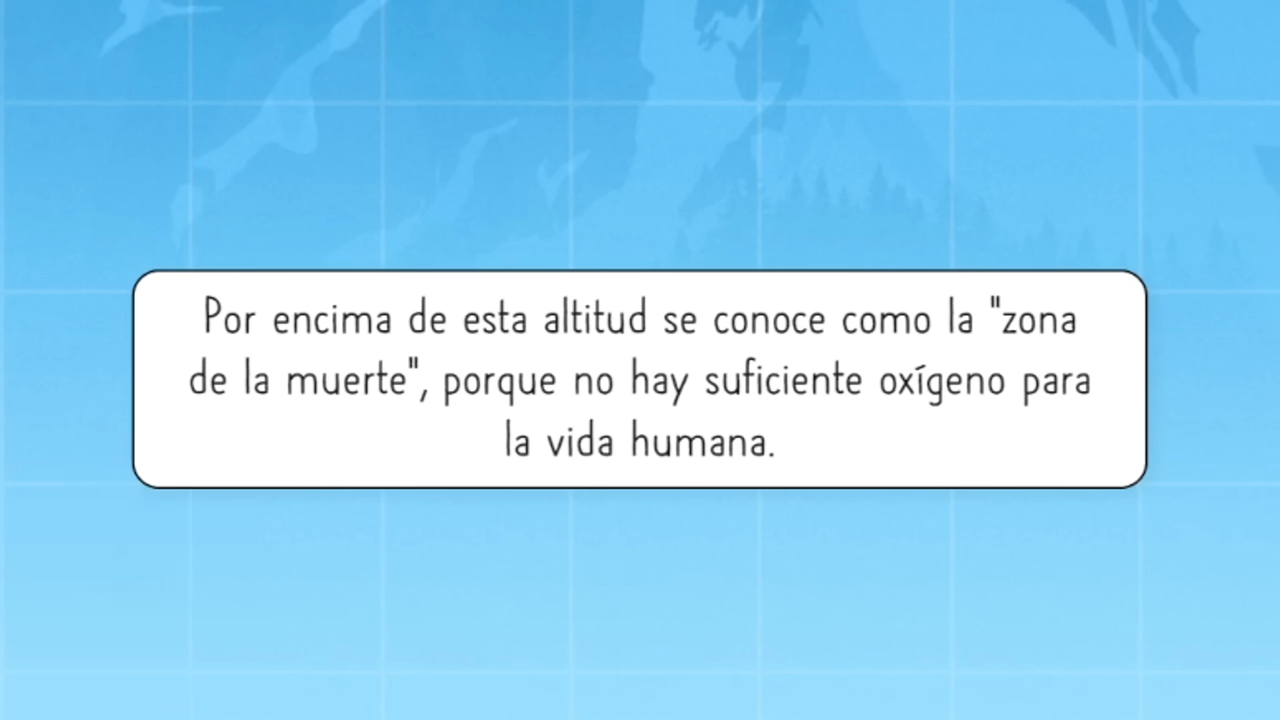 Por encima de esta altitud se conoce como la "zona
de la muerte", porque no hay suficiente oxígeno para
la vida humana.